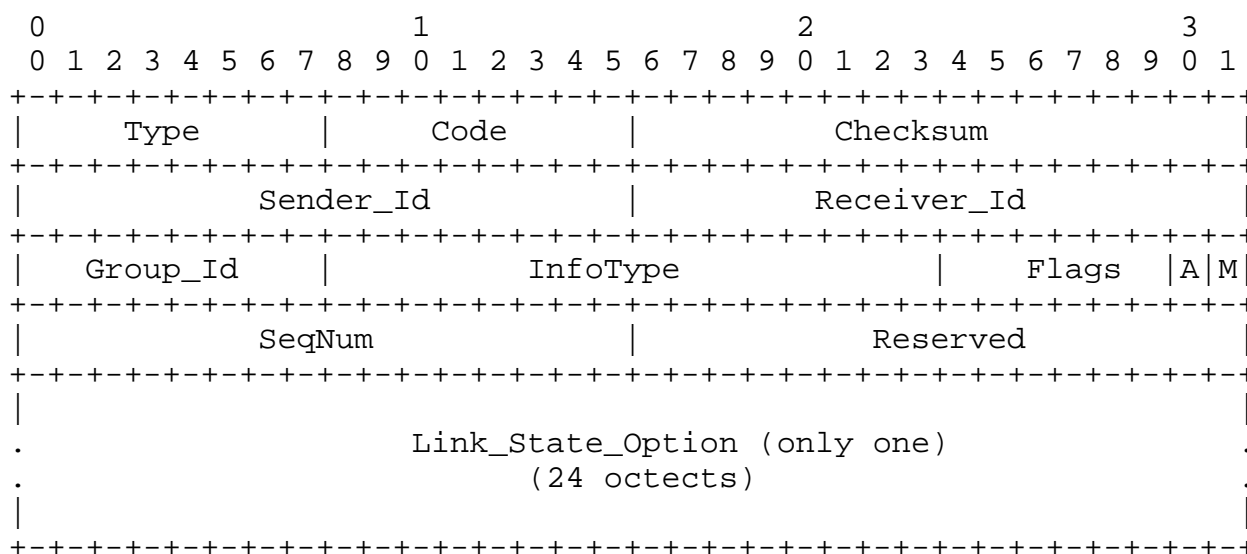 0                   1                   2                   3
0 1 2 3 4 5 6 7 8 9 0 1 2 3 4 5 6 7 8 9 0 1 2 3 4 5 6 7 8 9 0 1
+-+-+-+-+-+-+-+-+-+-+-+-+-+-+-+-+-+-+-+-+-+-+-+-+-+-+-+-+-+-+-+-+
|     Type      |     Code      |          Checksum             |
+-+-+-+-+-+-+-+-+-+-+-+-+-+-+-+-+-+-+-+-+-+-+-+-+-+-+-+-+-+-+-+-+
|            Sender_Id          |         Receiver_Id           |
+-+-+-+-+-+-+-+-+-+-+-+-+-+-+-+-+-+-+-+-+-+-+-+-+-+-+-+-+-+-+-+-+
|   Group_Id    |          InfoType             |    Flags  |A|M|
+-+-+-+-+-+-+-+-+-+-+-+-+-+-+-+-+-+-+-+-+-+-+-+-+-+-+-+-+-+-+-+-+
|            SeqNum             |            Reserved           |
+-+-+-+-+-+-+-+-+-+-+-+-+-+-+-+-+-+-+-+-+-+-+-+-+-+-+-+-+-+-+-+-+
|                                                               |
.                    Link_State_Option (only one)               .
.                          (24 octects)                         .
|                                                               |
+-+-+-+-+-+-+-+-+-+-+-+-+-+-+-+-+-+-+-+-+-+-+-+-+-+-+-+-+-+-+-+-+